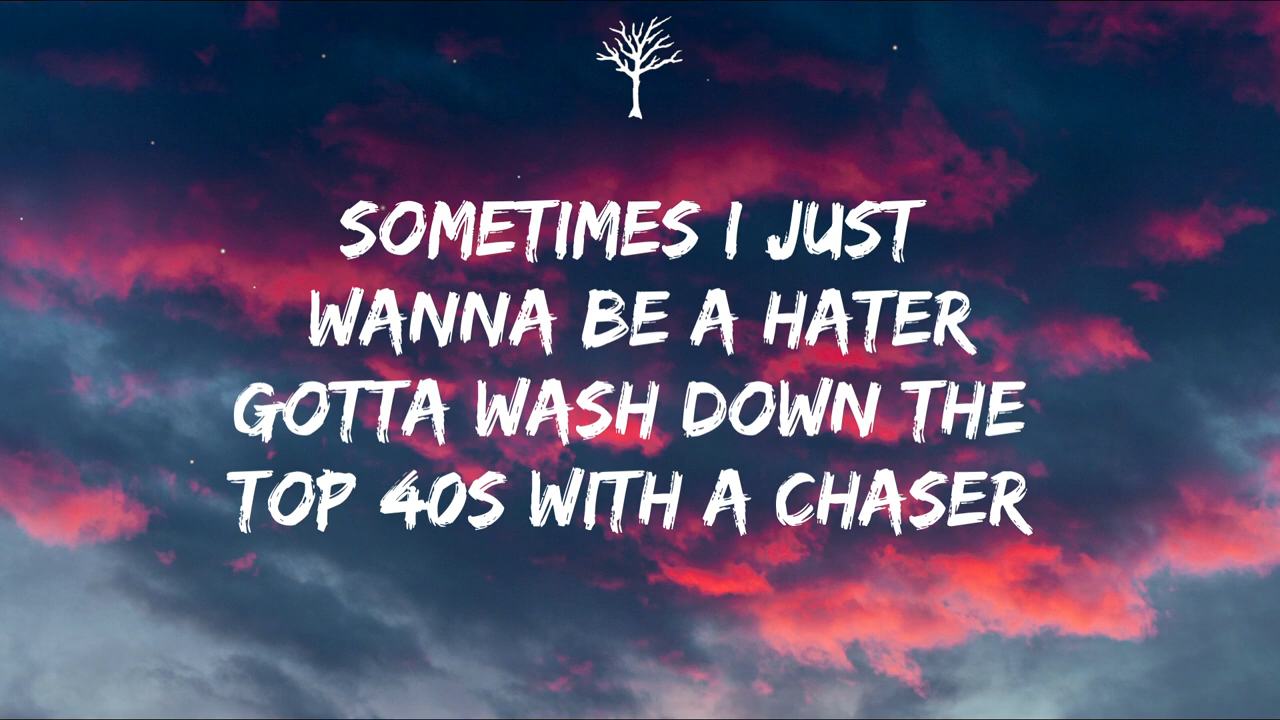 SOMETIMES I JUST
WANNA BE A HATER
GOTTA WASH DOWN THE
TOP 40S WITH A CHASER